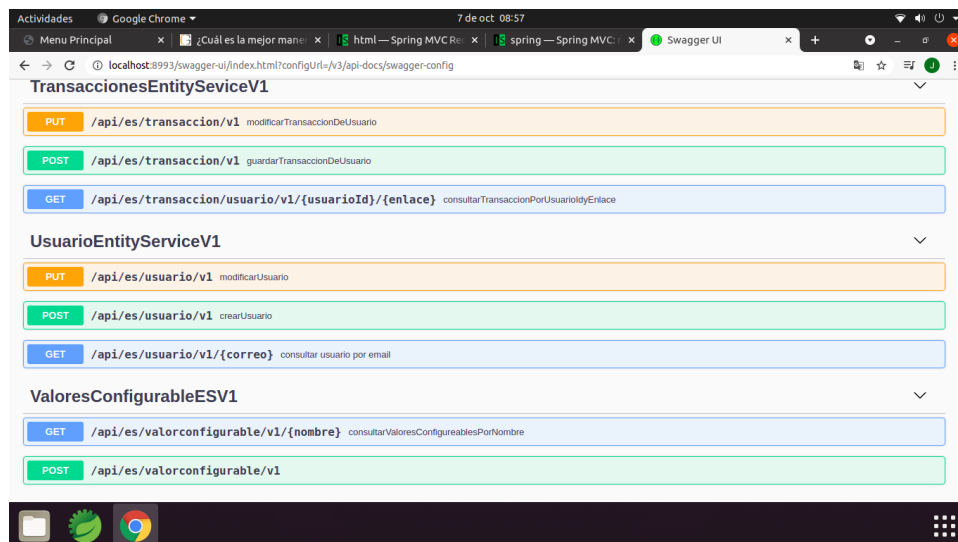 Actividades Google Chrome 7 de oct 08:57
Menu Principal × ¿Cuál es la mejor maner × html — Spring MVC Re × spring — Spring MVC: × Swagger UI × +
localhost:8993/swagger-ui/index.html?configUrl=/v3/api-docs/swagger-config J
TransaccionesEntitySeviceV1
PUT /api/es/transaccion/v1 modificarTransaccionDeUsuario
POST /api/es/transaccion/v1 guardarTransaccionDeUsuario
GET /api/es/transaccion/usuario/v1/{usuarioId}/{enlace} consultarTransaccionPorUsuarioIdyEnlace
UsuarioEntityServiceV1
PUT /api/es/usuario/v1 modificarUsuario
POST /api/es/usuario/v1 crearUsuario
GET /api/es/usuario/v1/{correo} consultar usuario por email
ValoresConfigurableESV1
GET /api/es/valorconfigurable/v1/{nombre} consultarValoresConfigureablesPorNombre
POST /api/es/valorconfigurable/v1